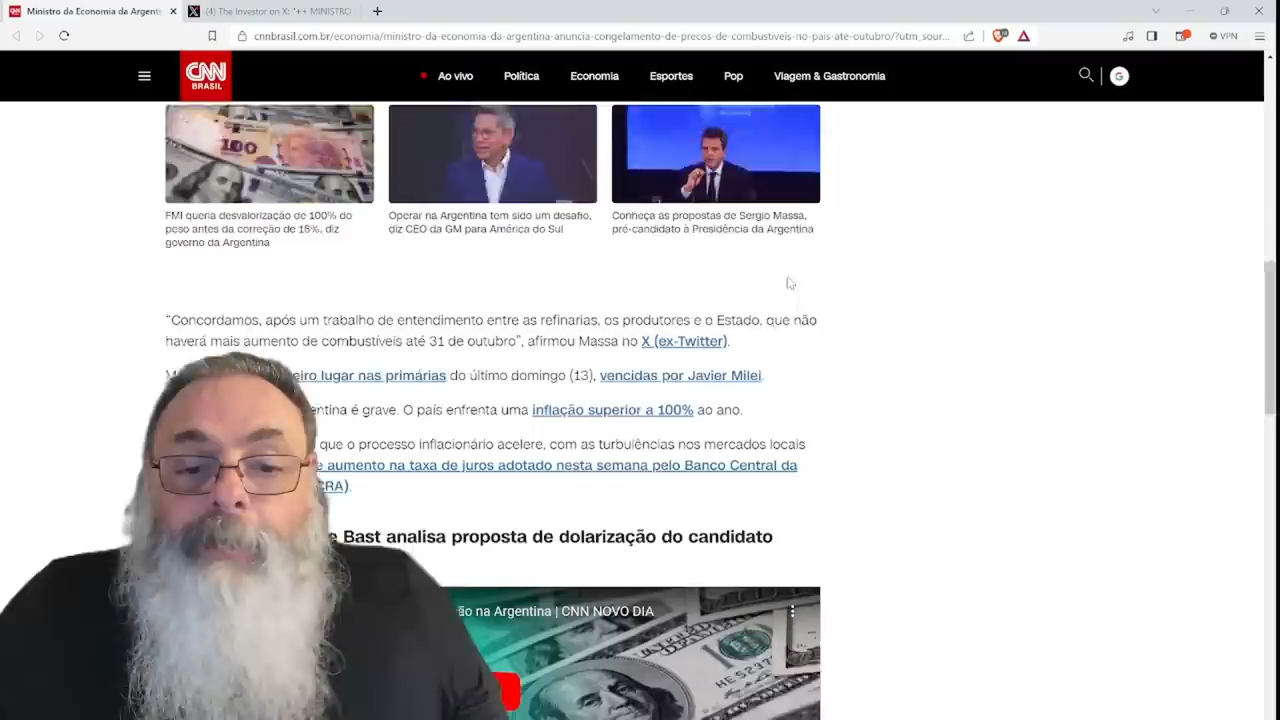 Ministro da Economia da Argenti
(4) The Investor on X: "++ MINISTRO
cnnbrasil.com.br/economia/ministro-da-economia-da-argentina-anuncia-congelamento-de-precos-de-combustiveis-no-pais-ate-outubro/?utm_sour...
VPN
CNN
BRASIL
Ao vivo
Política
Economia
Esportes
Pop
Viagem & Gastronomia
G
100
FMI queria desvalorização de 100% do
peso antes da correção de 18%, diz
governo da Argentina
Operar na Argentina tem sido um desafio,
diz CEO da GM para América do Sul
Conheça as propostas de Sergio Massa,
pré-candidato à Presidência da Argentina
“Concordamos, após um trabalho de entendimento entre as refinarias, os produtores e o Estado, que não
haverá mais aumento de combustíveis até 31 de outubro”, afirmou Massa no X (ex-Twitter).
eiro lugar nas primárias do último domingo (13), vencidas por Javier Milei.
entina é grave. O país enfrenta uma inflação superior a 100% ao ano.
que o processo inflacionário acelere, com as turbulências nos mercados locais
e aumento na taxa de juros adotado nesta semana pelo Banco Central da
CRA).
e Bast analisa proposta de dolarização do candidato
ão na Argentina | CNN NOVO DIA